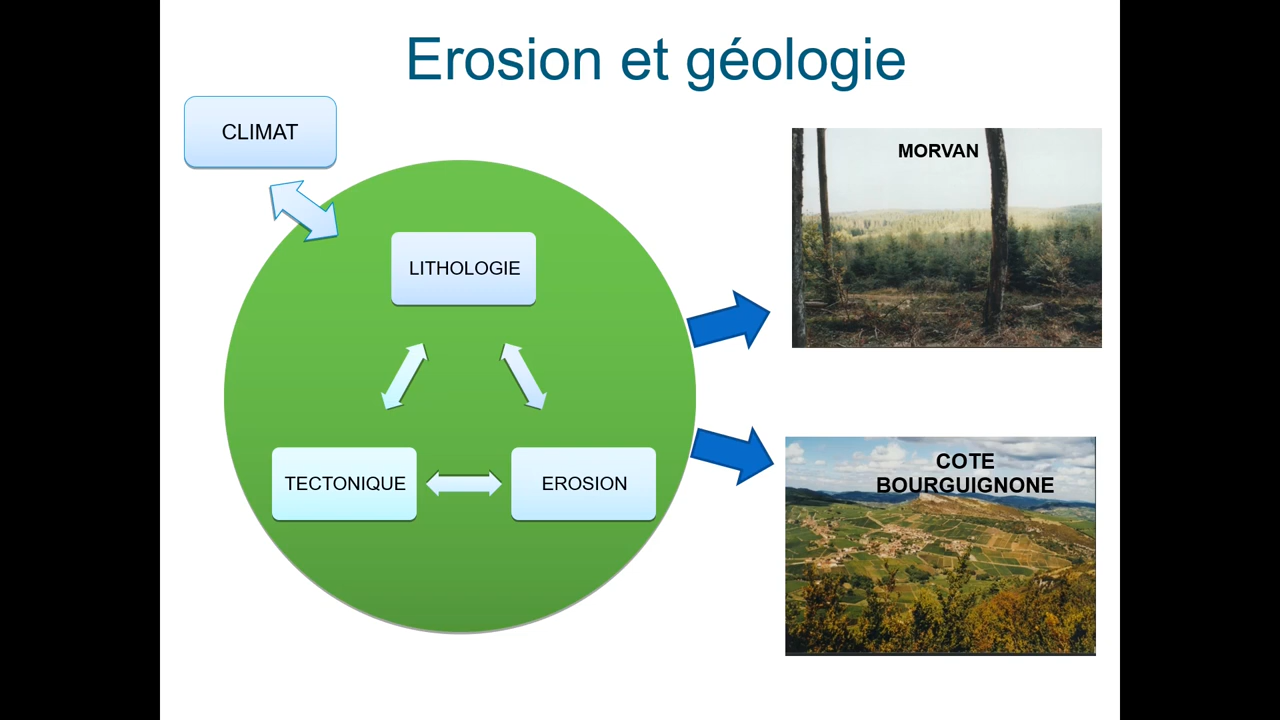 Erosion et géologie
CLIMAT
LITHOLOGIE
TECTONIQUE
EROSION
MORVAN
COTE
BOURGUIGNONE